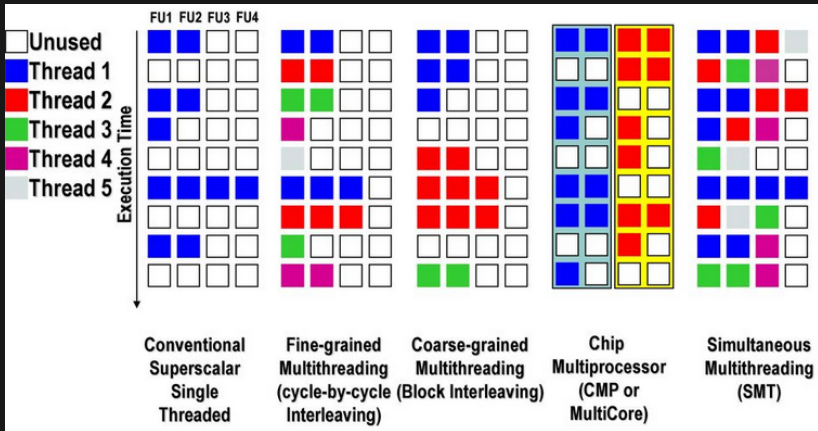 FU1 FU2 FU3 FU4
Unused
Thread 1
Thread 2
Thread 3
Thread 4
Thread 5
Execution Time
Conventional
Superscalar
Single
Threaded
Fine-grained
Multithreading
(cycle-by-cycle
Interleaving)
Coarse-grained
Multithreading
(Block Interleaving)
Chip
Multiprocessor
(CMP or
MultiCore)
Simultaneous
Multithreading
(SMT)